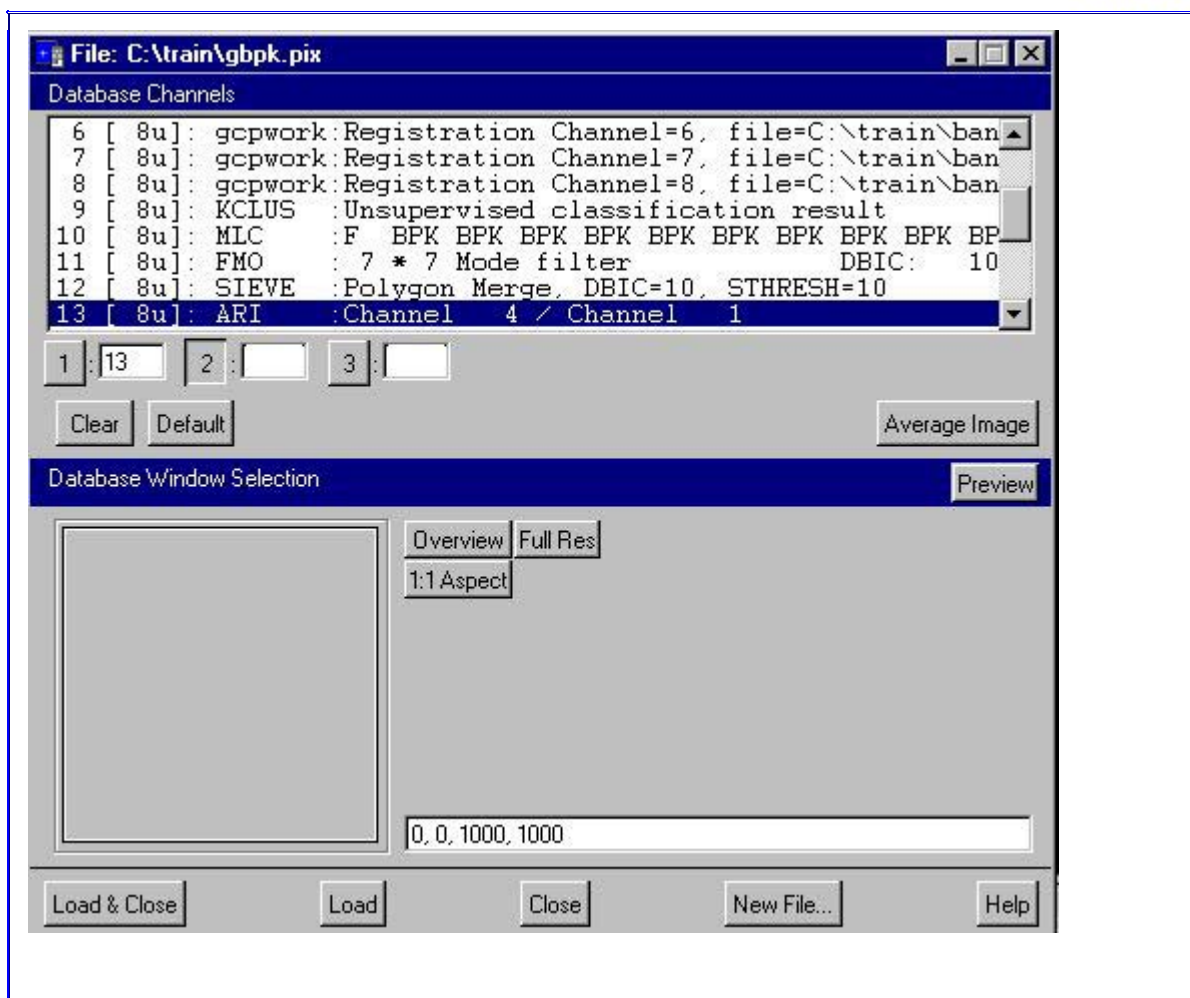 File: C:\train\gbpk.pix
Database Channels
6 [ 8u]: gcpwork:Registration Channel=6, file=C:\train\ban
7 [ 8u]: gcpwork:Registration Channel=7, file=C:\train\ban
8 [ 8u]: gcpwork:Registration Channel=8, file=C:\train\ban
9 [ 8u]: KCLUS :Unsupervised classification result
10 [ 8u]: MLC :F BPK BPK BPK BPK BPK BPK BPK BPK BPK BP
11 [ 8u]: FMO : 7 * 7 Mode filter DBIC: 10
12 [ 8u]: SIEVE :Polygon Merge, DBIC=10, STHRESH=10
13 [ 8u]: ARI :Channel 4 / Channel 1
1 : 13 2 : 3 :
Clear Default Average Image
Database Window Selection Preview
Overview Full Res
1:1 Aspect
0, 0, 1000, 1000
Load & Close Load Close New File... Help